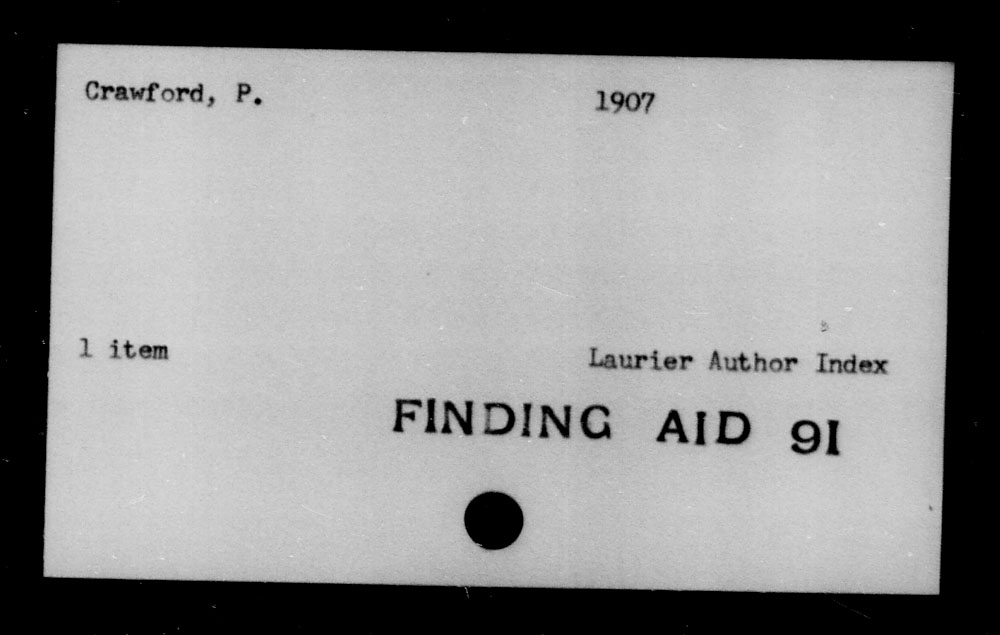 Crawford, P. 1907
1 item Laurier Author Index
FINDING AID 91